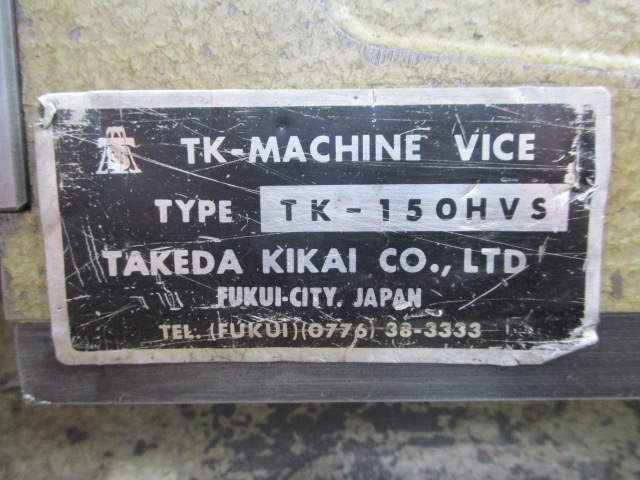 TK-MACHINE VICE
TYPE TK-150HVS
TAKEDA KIKAI CO., LTD
FUKUI-CITY. JAPAN
TEL. (FUKUI)(0776) 38-3333